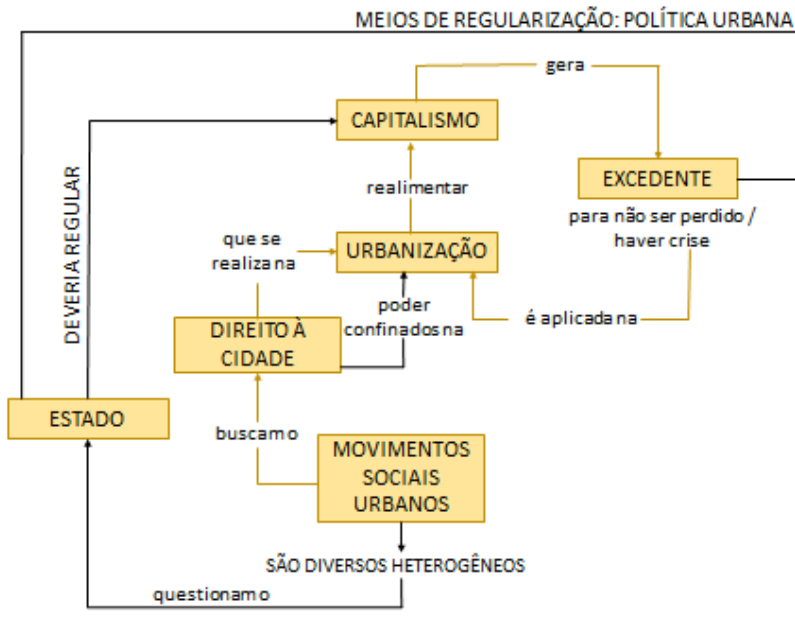 MEIOS DE REGULARIZAÇÃO: POLÍTICA URBANA
gera
CAPITALISMO
EXCEDENTE
realimentar
para não ser perdido /
haver crise
DEVERIA REGULAR
que se
realiza na
URBANIZAÇÃO
poder
confinados na
é aplicada na
DIREITO À
CIDADE
ESTADO
buscam o
MOVIMENTOS
SOCIAIS
URBANOS
SÃO DIVERSOS HETEROGÊNEOS
questionam o